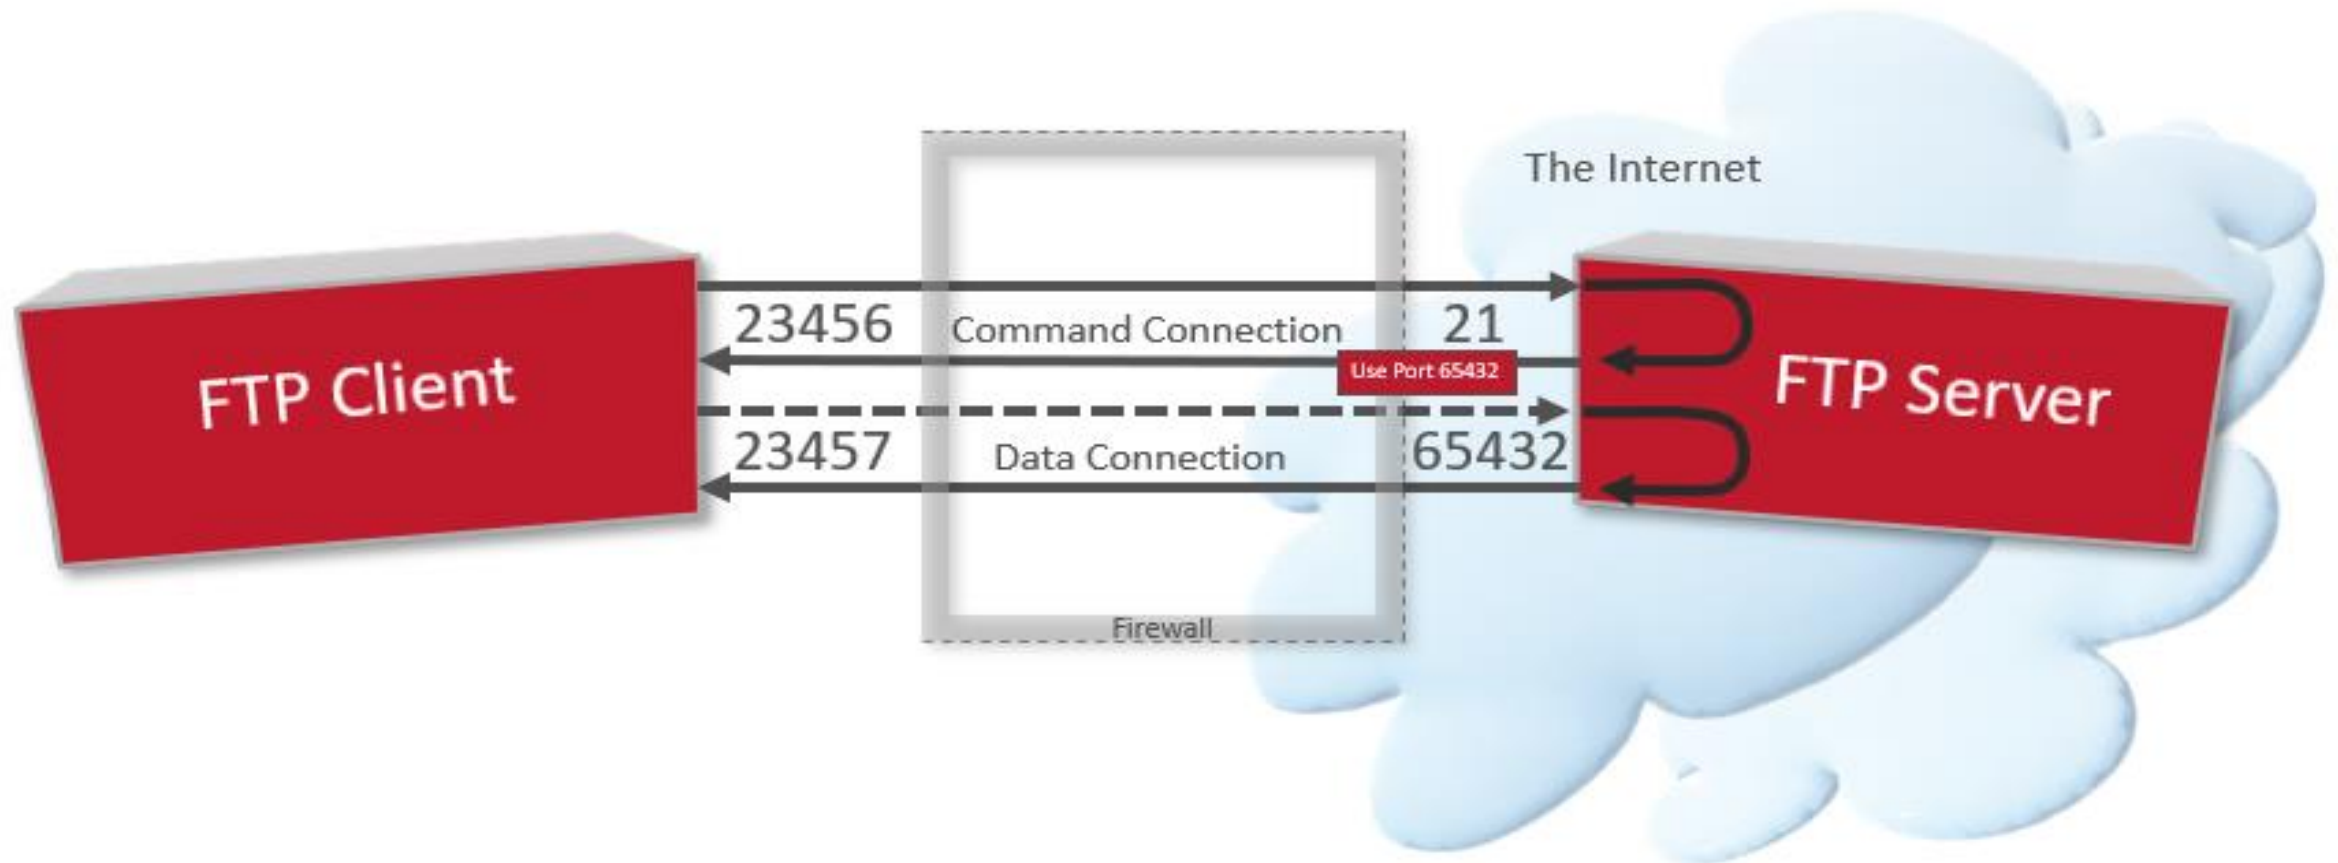 The Internet
23456
Command Connection
21
Use Port 65432
FTP Client
FTP Server
23457
Data Connection
65432
Firewall